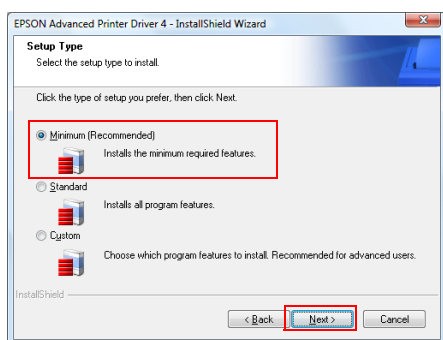 EPSON Advanced Printer Driver 4 - InstallShield Wizard
Setup Type
Select the setup type to install.
Click the type of setup you prefer, then click Next.
Minimum (Recommended)
Installs the minimum required features.
Standard
Installs all program features.
Custom
Choose which program features to install. Recommended for advanced users.
InstallShield
< Back Next > Cancel